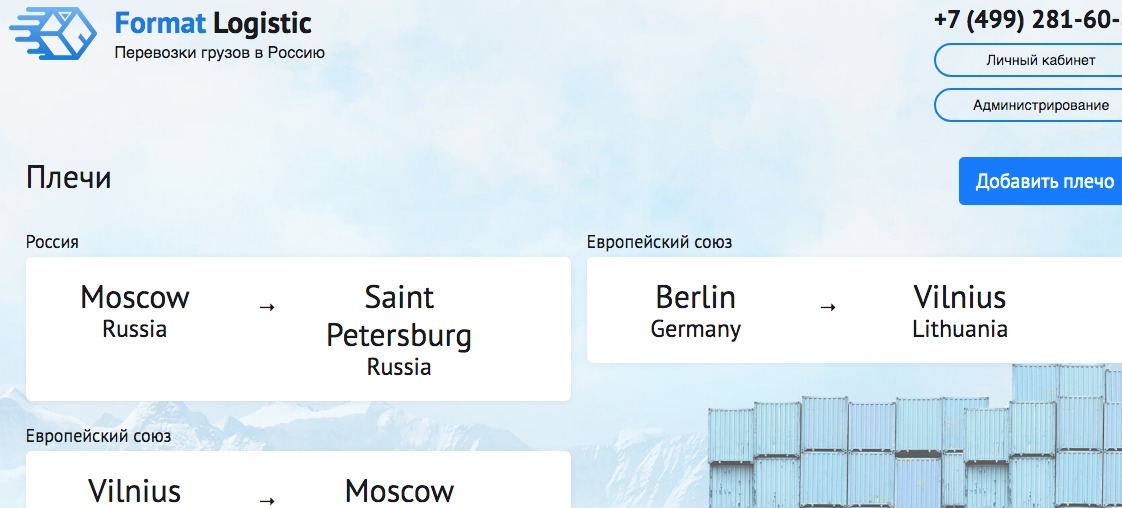 Format Logistic
Перевозки грузов в Россию
+7 (499) 281-60-
Личный кабинет
Администрирование
Плечи
Добавить плечо
Россия
Moscow
Russia
→
Saint
Petersburg
Russia
Европейский союз
Berlin
Germany
→
Vilnius
Lithuania
Европейский союз
Vilnius
→
Moscow